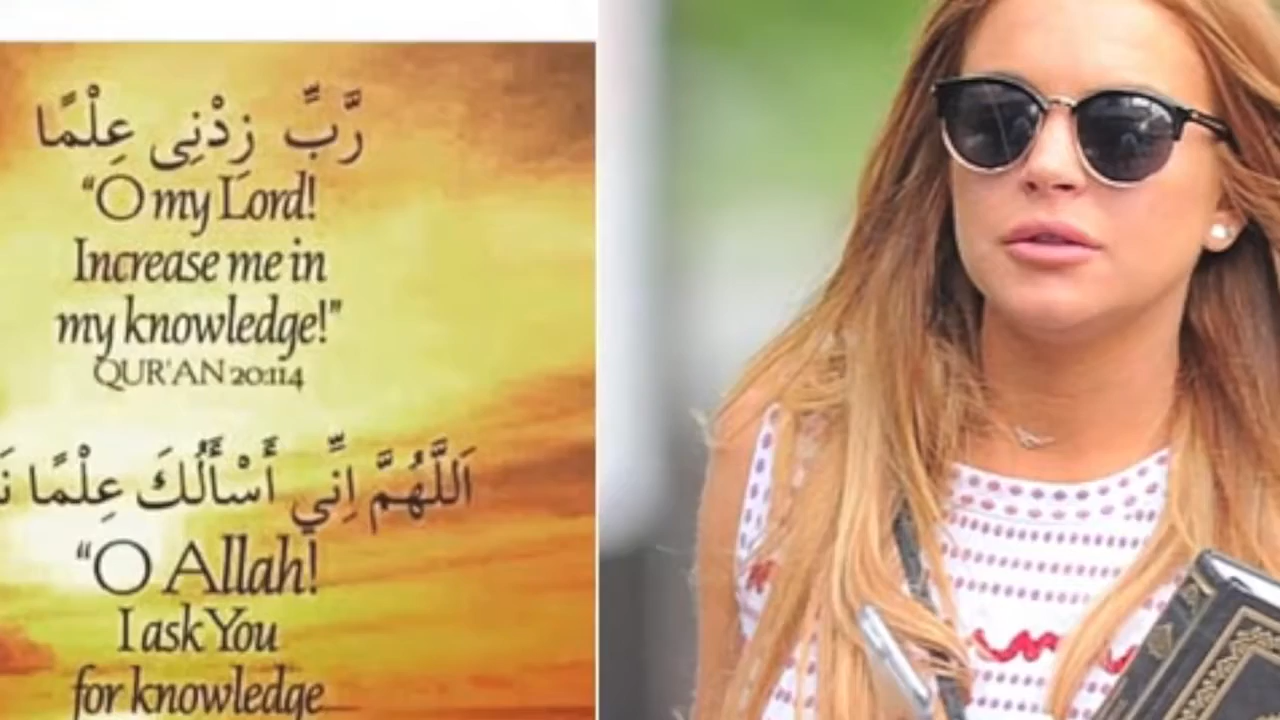 رَّبِّ زِدْنِى عِلْمًا
“O my Lord!
Increase me in
my knowledge!”
QUR'AN 20:114
اَللَّهُمَّ اِنِّي أَسْأَلُكَ عِلْمًا
“O Allah!
I ask You
for knowledge